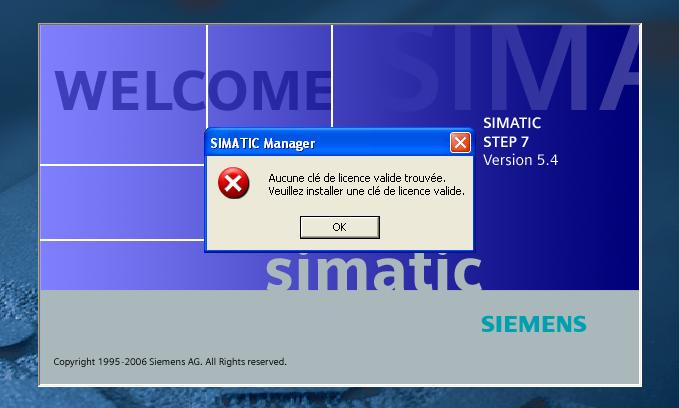 WELCOME
SIMA
SIMATIC
STEP 7
Version 5.4
SIMATIC Manager
Aucune clé de licence valide trouvée.
Veuillez installer une clé de licence valide.
OK
simatic
SIEMENS
Copyright 1995-2006 Siemens AG. All Rights reserved.